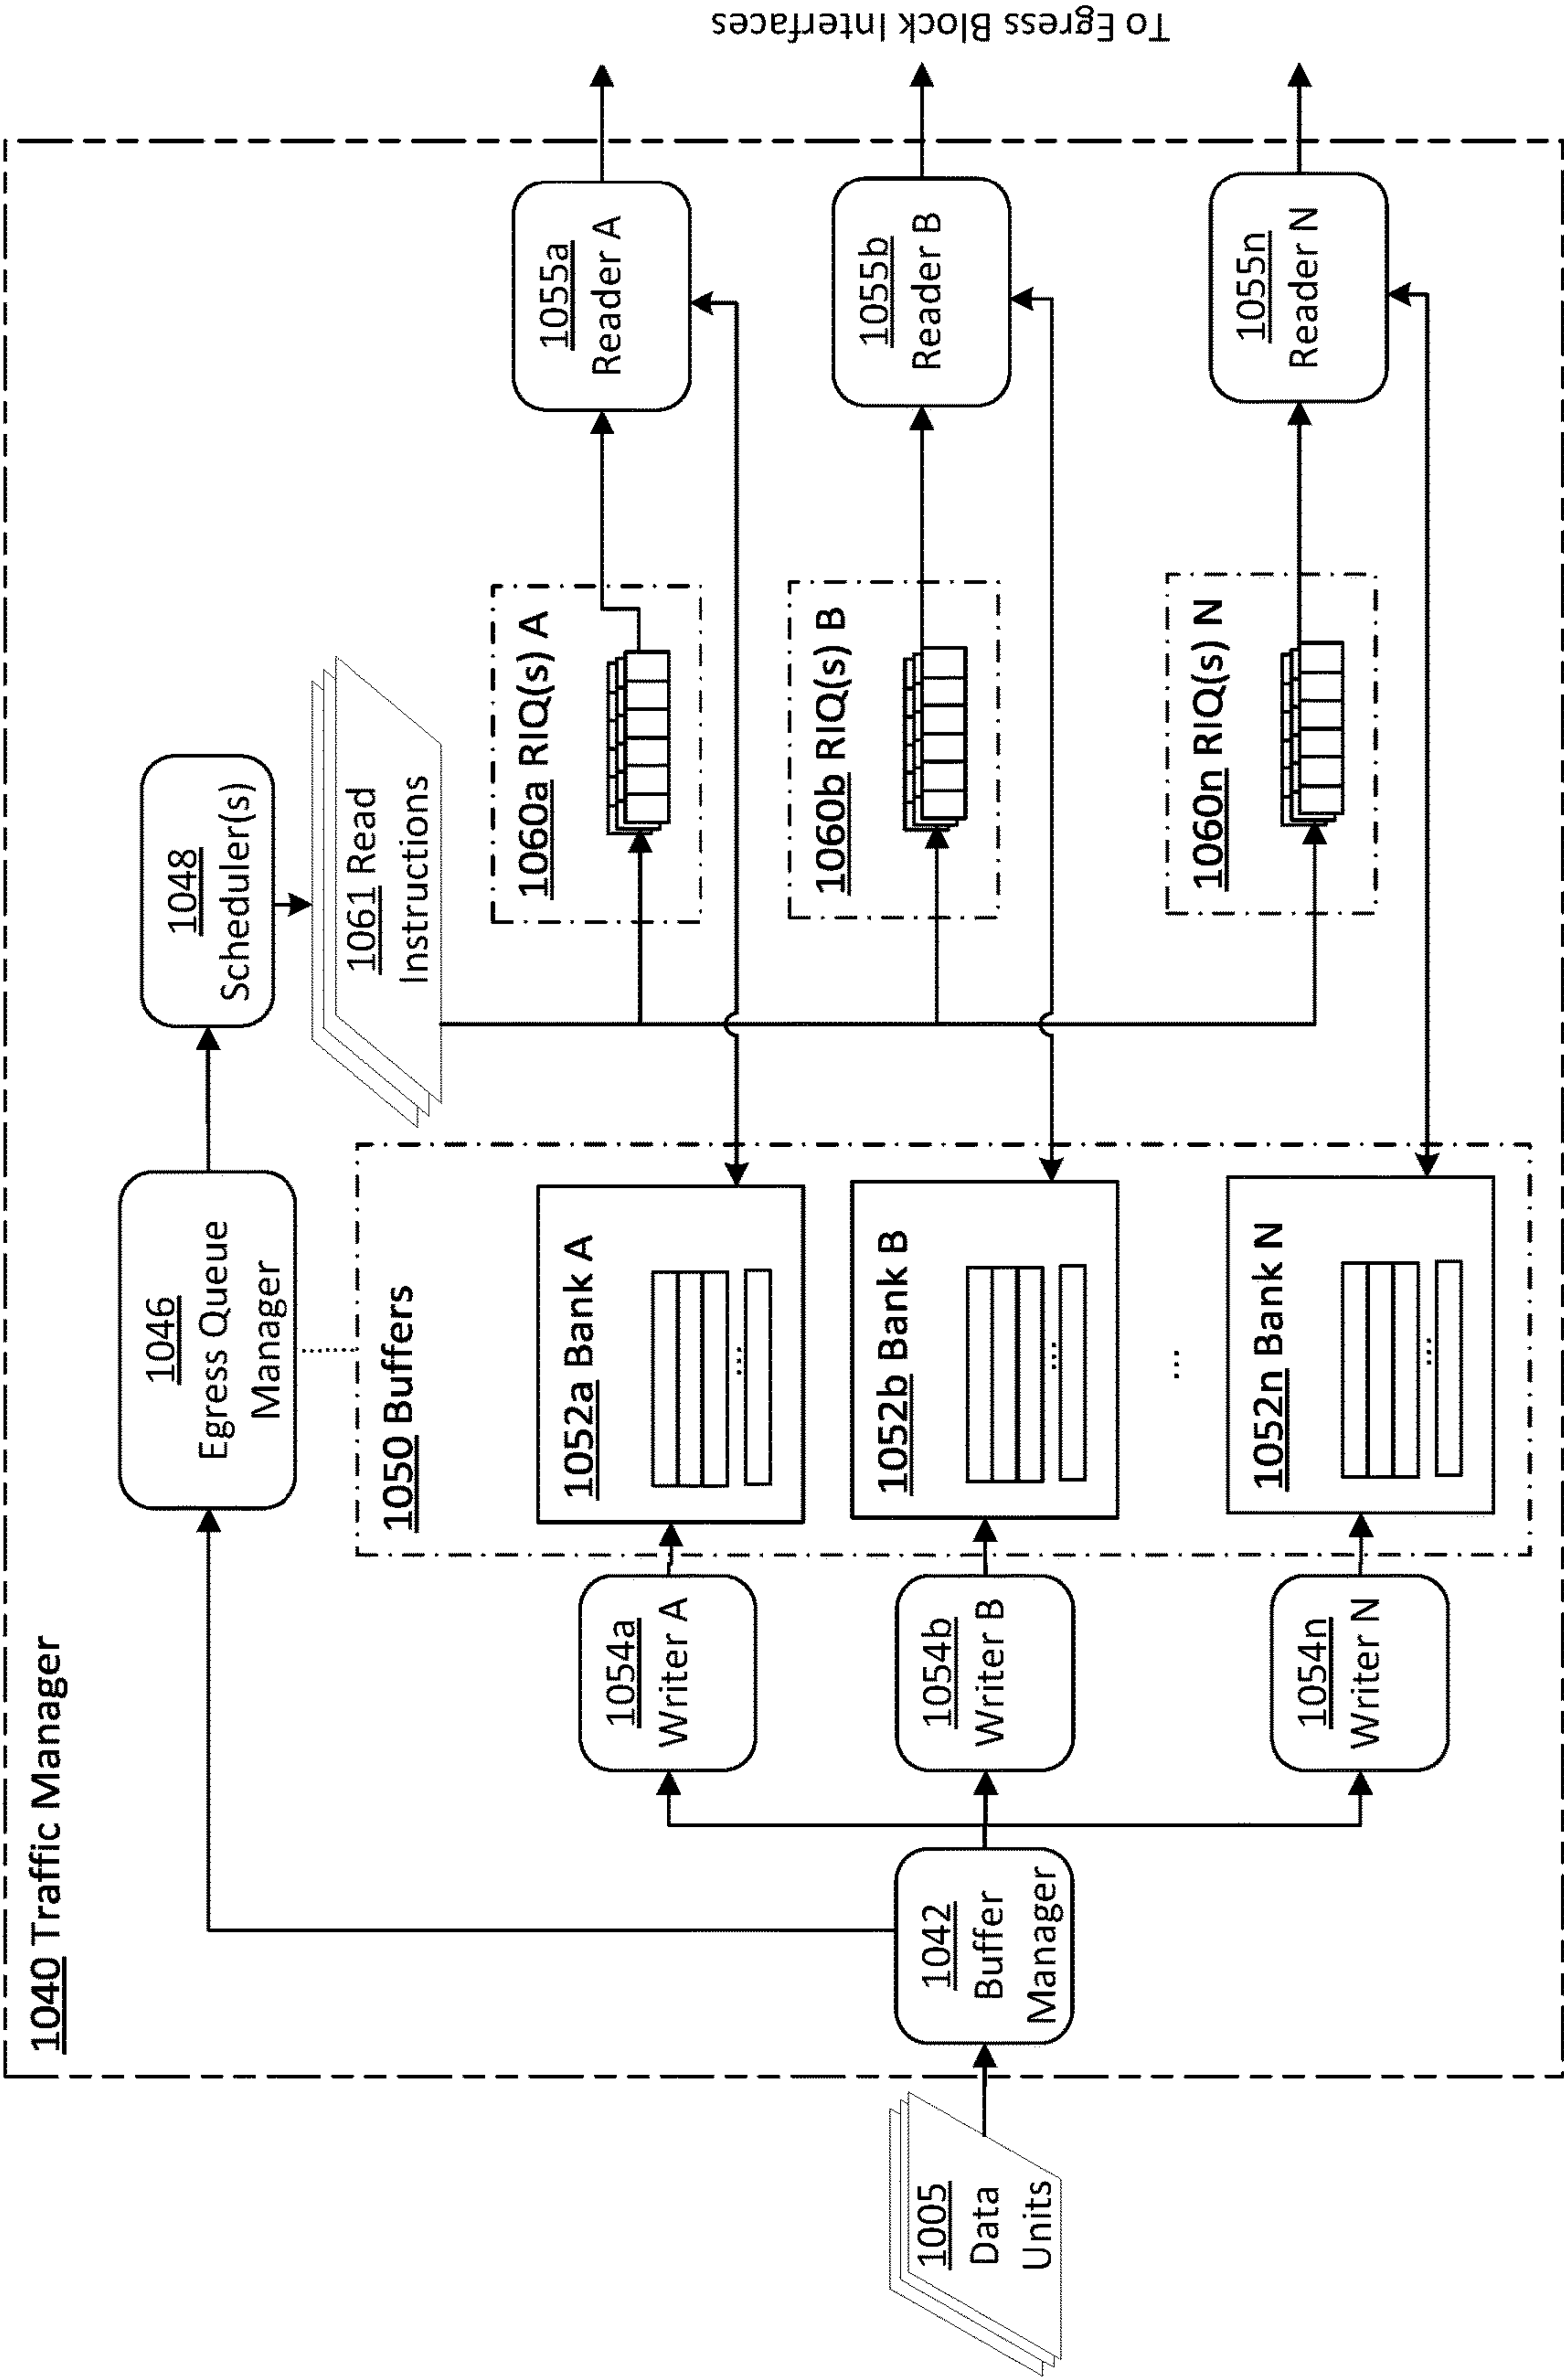 1040 Traffic Manager
1046
Egress Queue
Manager
1048
Scheduler(s)
1061 Read
Instructions
1005
Data
Units
1042
Buffer
Manager
1054a
Writer A
1054b
Writer B
1054n
Writer N
1050 Buffers
1052a Bank A
...
1052b Bank B
...
...
1052n Bank N
...
1060a RIQ(s) A
1060b RIQ(s) B
1060n RIQ(s) N
1055a
Reader A
1055b
Reader B
1055n
Reader N
To Egress Block Interfaces